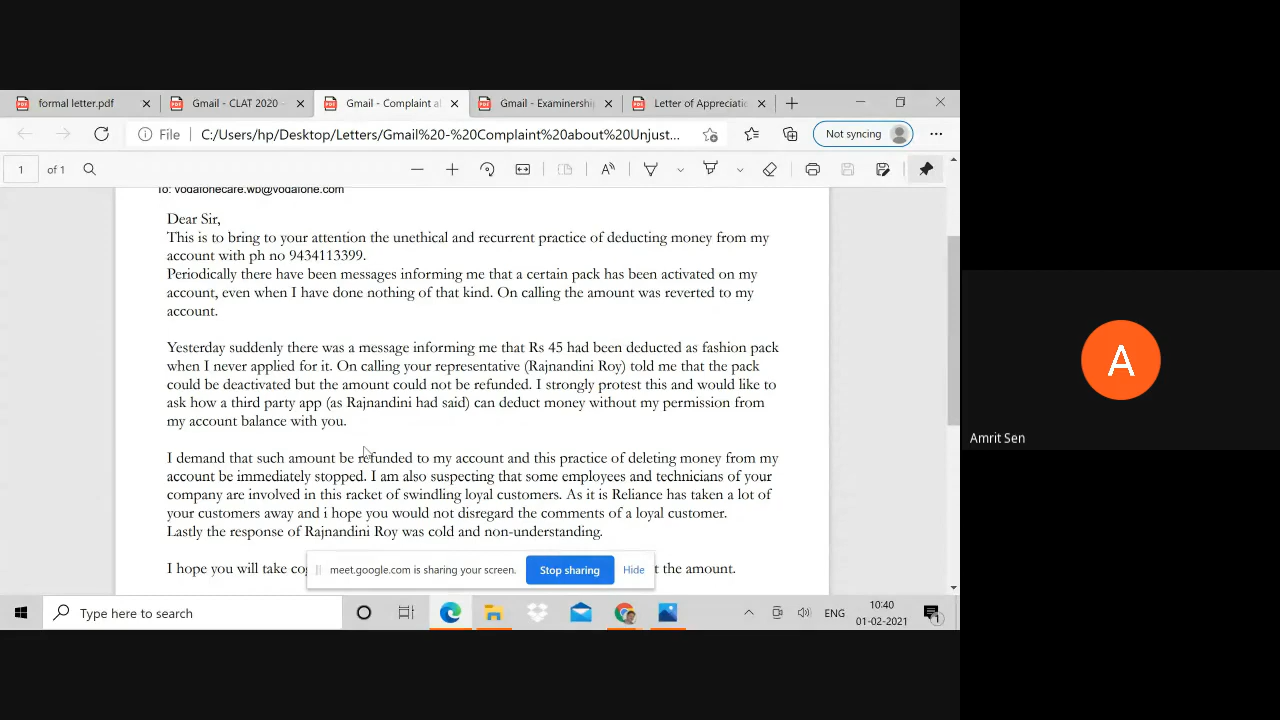 formal letter.pdf
Gmail - CLAT 2020 -
Gmail - Complaint a
Gmail - Examinership
Letter of Appreciatio
File
C:/Users/hp/Desktop/Letters/Gmail%20-%20Complaint%20about%20Unjust...
Not syncing
1 of 1
To: vodafonecare.wb@vodafone.com
Dear Sir,
This is to bring to your attention the unethical and recurrent practice of deducting money from my
account with ph no 9434113399.
Periodically there have been messages informing me that a certain pack has been activated on my
account, even when I have done nothing of that kind. On calling the amount was reverted to my
account.
Yesterday suddenly there was a message informing me that Rs 45 had been deducted as fashion pack
when I never applied for it. On calling your representative (Rajnandini Roy) told me that the pack
could be deactivated but the amount could not be refunded. I strongly protest this and would like to
ask how a third party app (as Rajnandini had said) can deduct money without my permission from
my account balance with you.
I demand that such amount be refunded to my account and this practice of deleting money from my
account be immediately stopped. I am also suspecting that some employees and technicians of your
company are involved in this racket of swindling loyal customers. As it is Reliance has taken a lot of
your customers away and i hope you would not disregard the comments of a loyal customer.
Lastly the response of Rajnandini Roy was cold and non-understanding.
I hope you will take co
t the amount.
meet.google.com is sharing your screen.
Stop sharing
Hide
Type here to search
ENG
10:40
01-02-2021
1
A
Amrit Sen